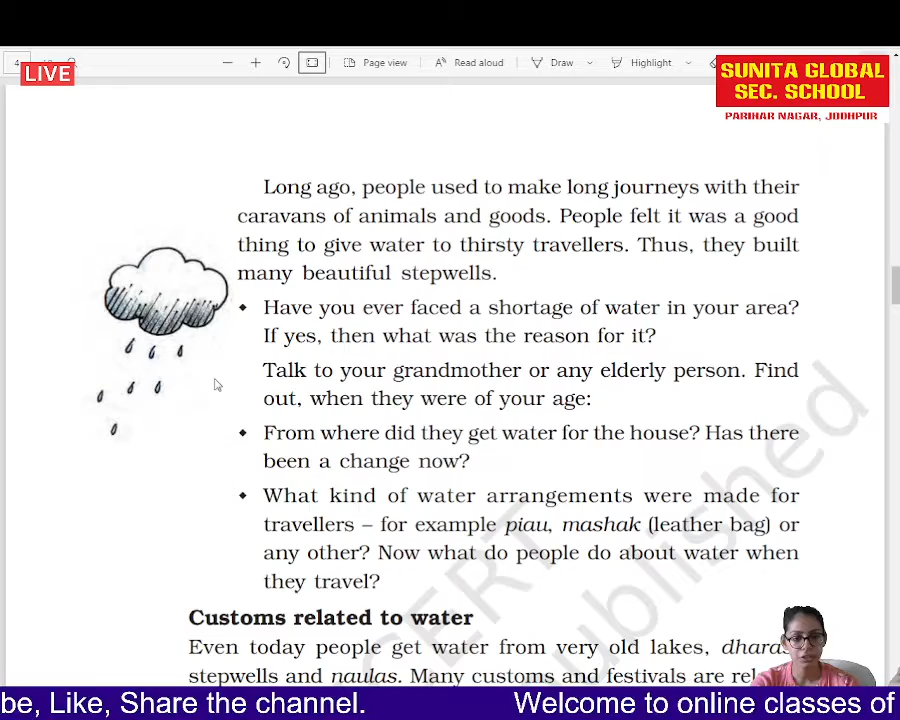 4
Page view
Read aloud
Draw
Highlight
LIVE
SUNITA GLOBAL
SEC. SCHOOL
PARIHAR NAGAR, JODHPUR
Long ago, people used to make long journeys with their
caravans of animals and goods. People felt it was a good
thing to give water to thirsty travellers. Thus, they built
many beautiful stepwells.
Have you ever faced a shortage of water in your area?
If yes, then what was the reason for it?
Talk to your grandmother or any elderly person. Find
out, when they were of your age:
From where did they get water for the house? Has there
been a change now?
What kind of water arrangements were made for
travellers – for example piau, mashak (leather bag) or
any other? Now what do people do about water when
they travel?
Customs related to water
Even today people get water from very old lakes,
stepwells and naulas. Many customs and festivals are
be, Like, Share the channel.
Welcome to online classes of